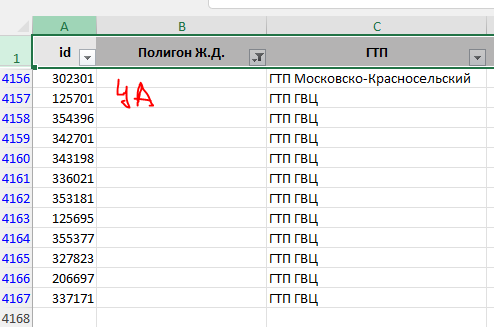 A B C
1 id Полигон Ж.Д. ГТП
4156 302301 ГТП Московско-Красносельский
4157 125701 ГТП ГВЦ
ЧА
4158 354396 ГТП ГВЦ
4159 342701 ГТП ГВЦ
4160 343198 ГТП ГВЦ
4161 336021 ГТП ГВЦ
4162 353181 ГТП ГВЦ
4163 125695 ГТП ГВЦ
4164 355377 ГТП ГВЦ
4165 327823 ГТП ГВЦ
4166 206697 ГТП ГВЦ
4167 337171 ГТП ГВЦ
4168